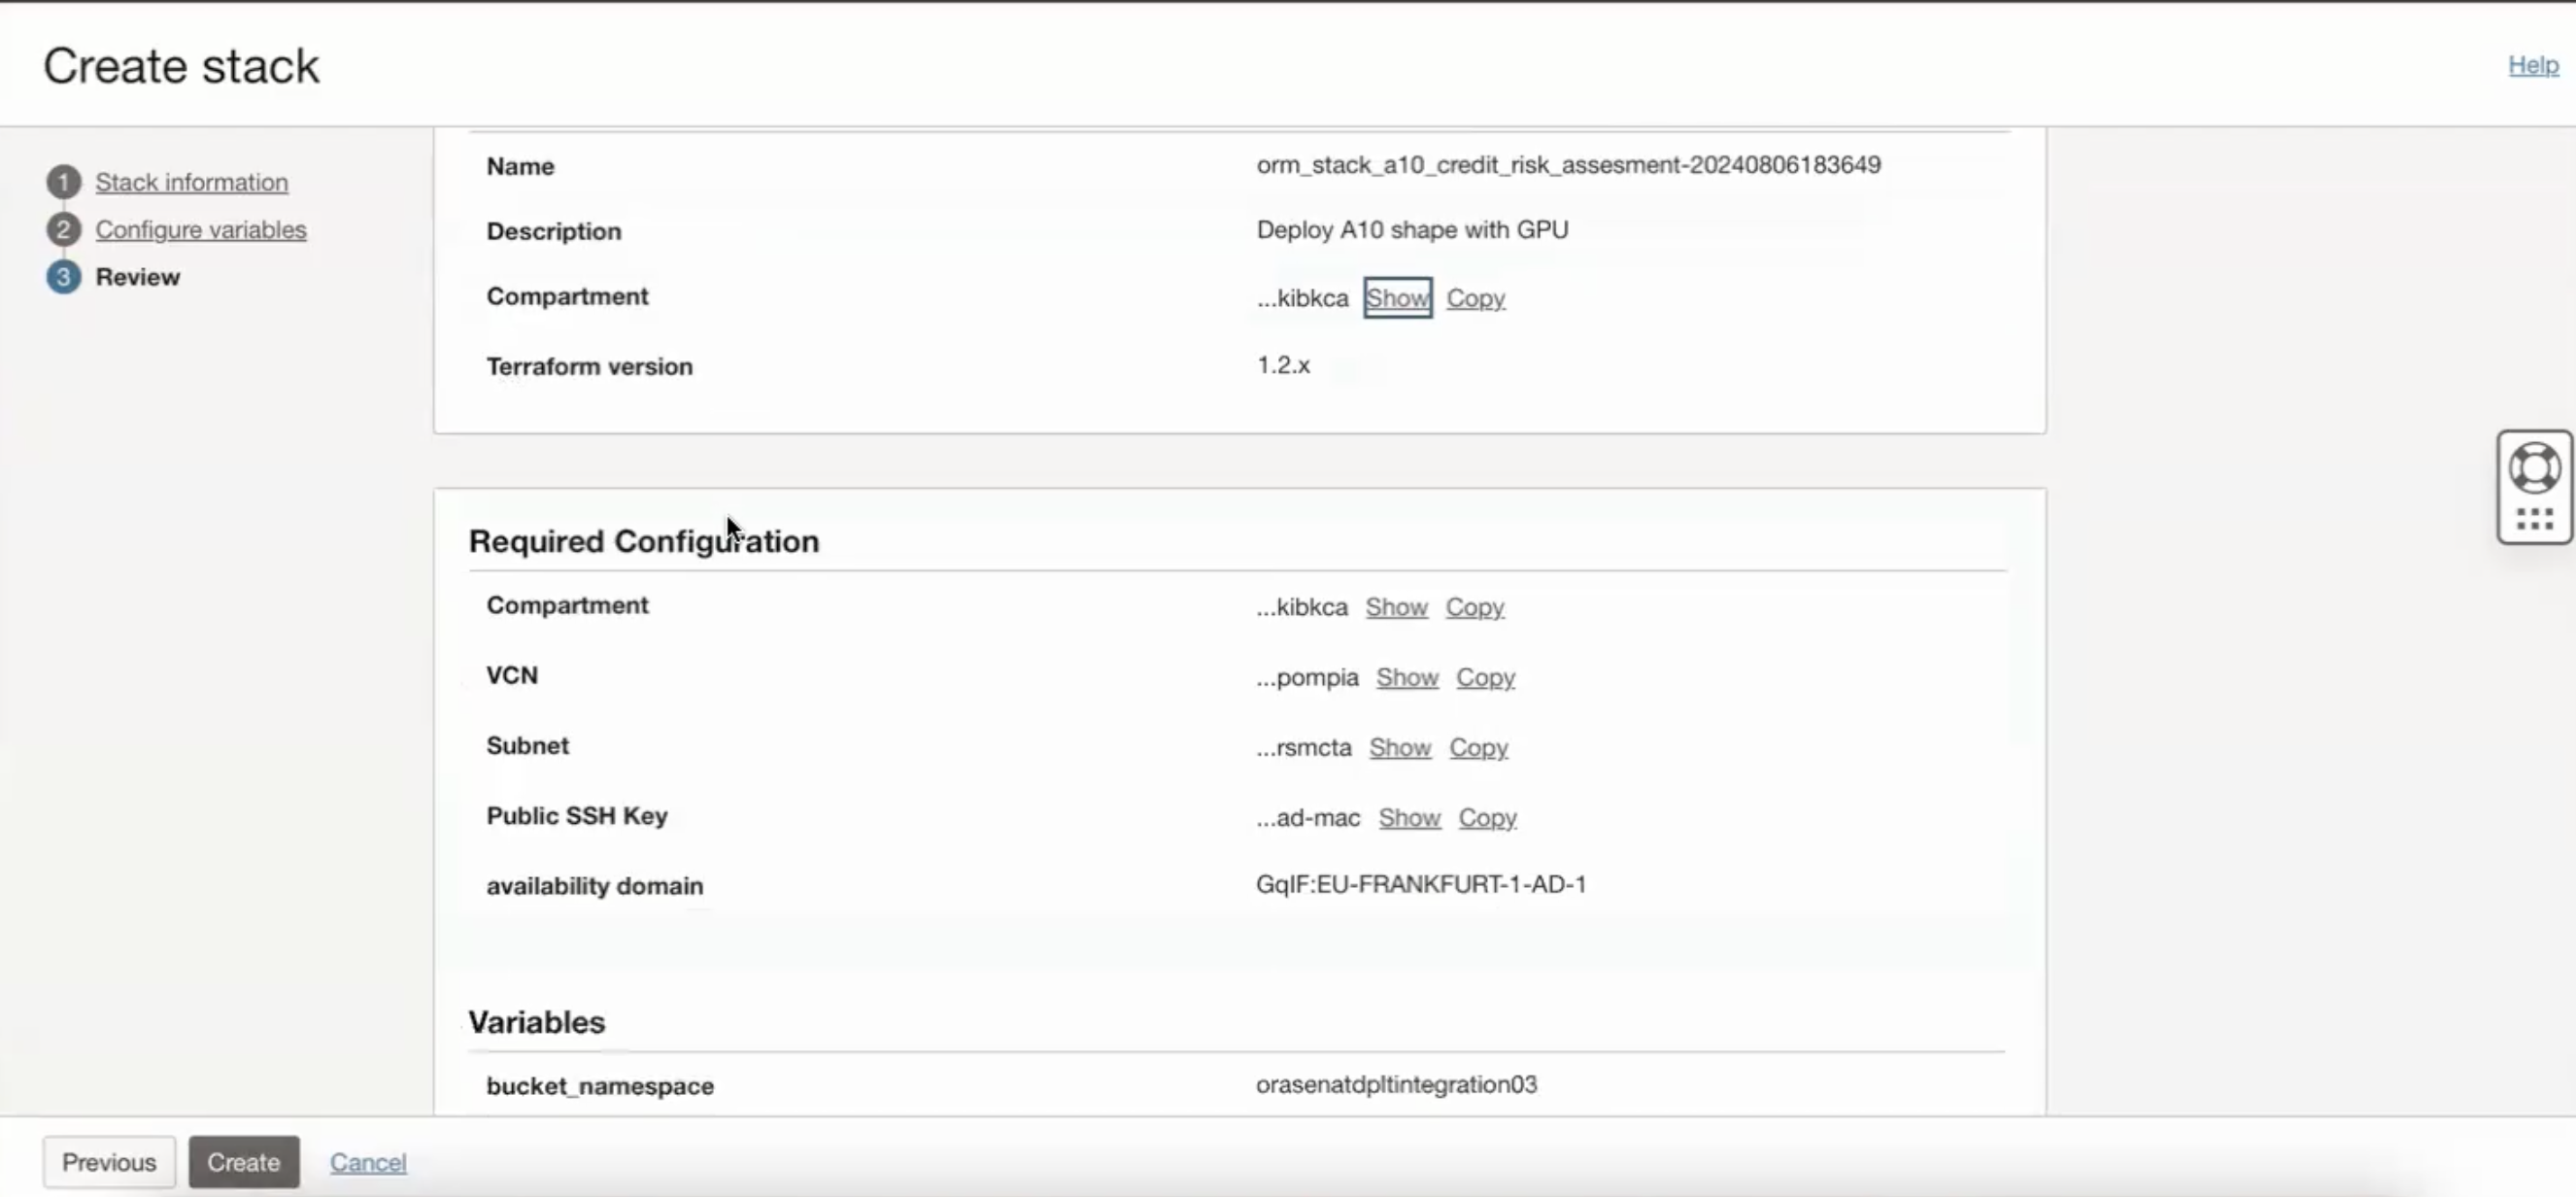 Create stack
Help
1 Stack information
2 Configure variables
3 Review
Name orm_stack_a10_credit_risk_assesment-20240806183649
Description Deploy A10 shape with GPU
Compartment ...kibkca Show Copy
Terraform version 1.2.x
Required Configuration
Compartment ...kibkca Show Copy
VCN ...pompia Show Copy
Subnet ...rsmcta Show Copy
Public SSH Key ...ad-mac Show Copy
availability domain GqIF:EU-FRANKFURT-1-AD-1
Variables
bucket_namespace orasenatdpltintegration03
Previous Create Cancel